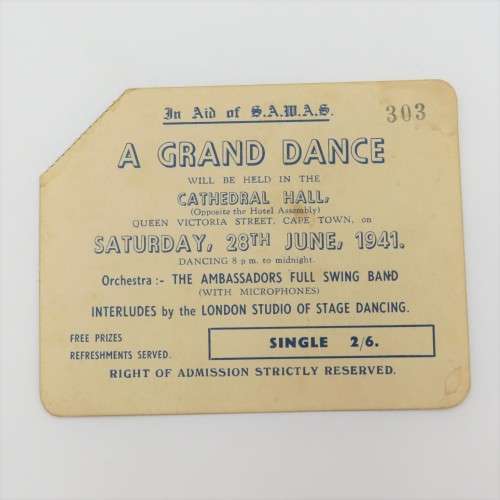 In Aid of S.A.W.A.S.
303
A GRAND DANCE
WILL BE HELD IN THE
CATHEDRAL HALL,
(Opposite the Hotel Assembly)
QUEEN VICTORIA STREET, CAPE TOWN, on
SATURDAY, 28TH JUNE, 1941.
DANCING 8 p.m. to midnight.
Orchestra :- THE AMBASSADORS FULL SWING BAND
(WITH MICROPHONES)
INTERLUDES by the LONDON STUDIO OF STAGE DANCING.
FREE PRIZES
REFRESHMENTS SERVED.
SINGLE 2/6.
RIGHT OF ADMISSION STRICTLY RESERVED.